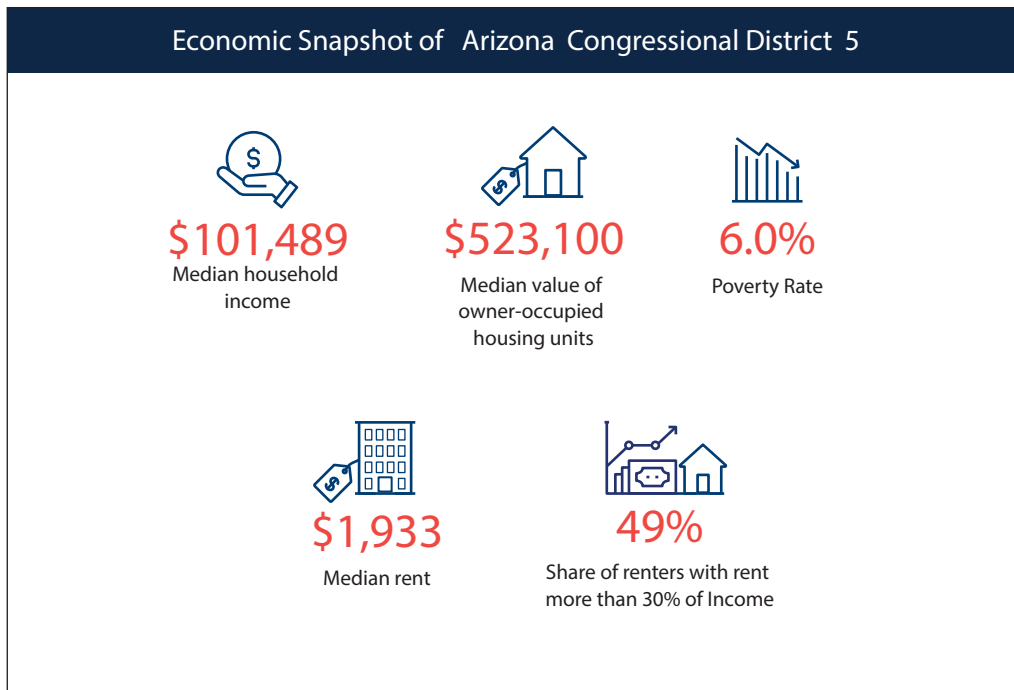 Economic Snapshot of Arizona Congressional District 5
$
$
$101,489
Median household
income
$523,100
Median value of
owner-occupied
housing units
6.0%
Poverty Rate
$
$1,933
Median rent
49%
Share of renters with rent
more than 30% of Income